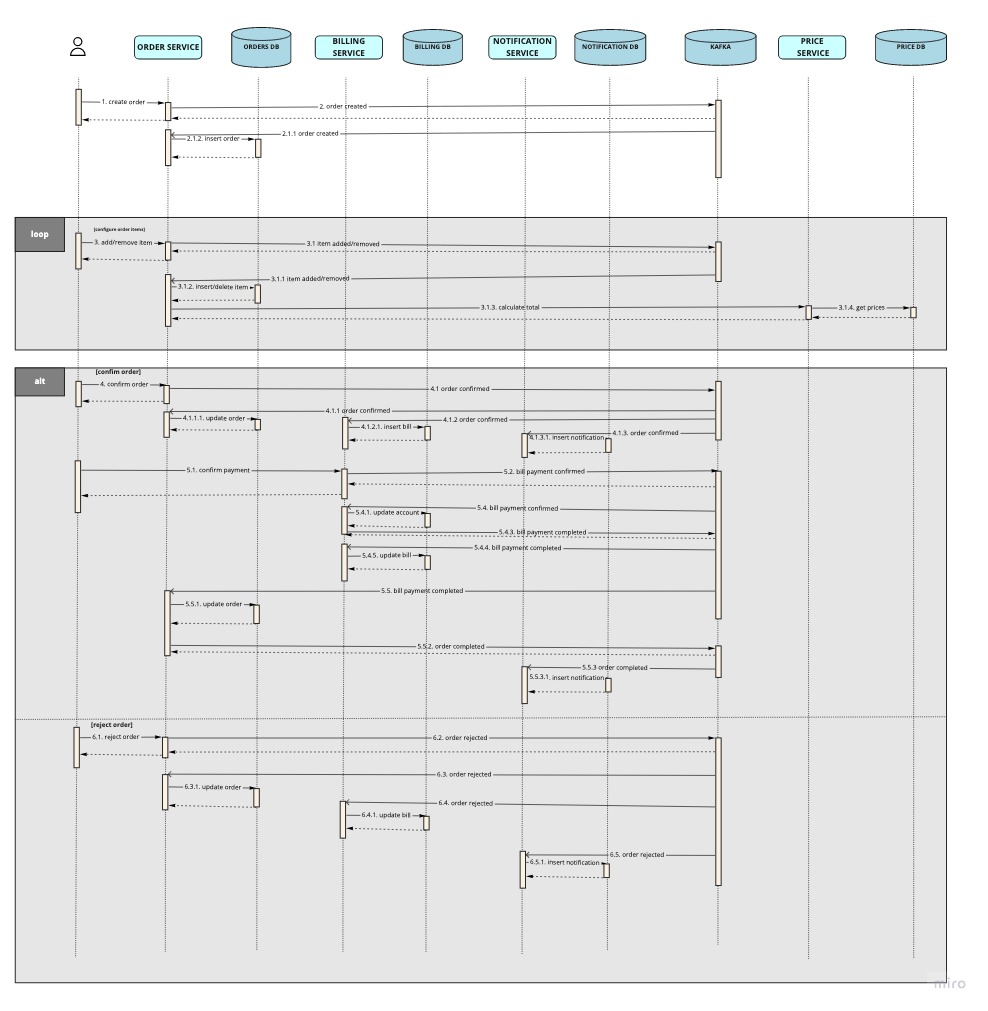 ORDER SERVICE
ORDERS DB
BILLING
SERVICE
BILLING DB
NOTIFICATION
SERVICE
NOTIFICATION DB
KAFKA
PRICE
SERVICE
PRICE DB
1. create order
2. order created
2.1.1 order created
2.1.2. insert order
loop
[configure order items]
3. add/remove item
3.1 item added/removed
3.1.1 item added/removed
3.1.2. insert/delete item
3.1.3. calculate total
3.1.4. get prices
alt
[confim order]
4. confirm order
4.1 order confirmed
4.1.1 order confirmed
4.1.1.1. update order
4.1.2 order confirmed
4.1.2.1. insert bill
4.1.3. order confirmed
4.1.3.1. insert notification
5.1. confirm payment
5.2. bill payment confirmed
5.4. bill payment confirmed
5.4.1. update account
5.4.3. bill payment completed
5.4.4. bill payment completed
5.4.5. update bill
5.5. bill payment completed
5.5.1. update order
5.5.2. order completed
5.5.3 order completed
5.5.3.1. insert notification
[reject order]
6.1. reject order
6.2. order rejected
6.3. order rejected
6.3.1. update order
6.4. order rejected
6.4.1. update bill
6.5. order rejected
6.5.1. insert notification
miro